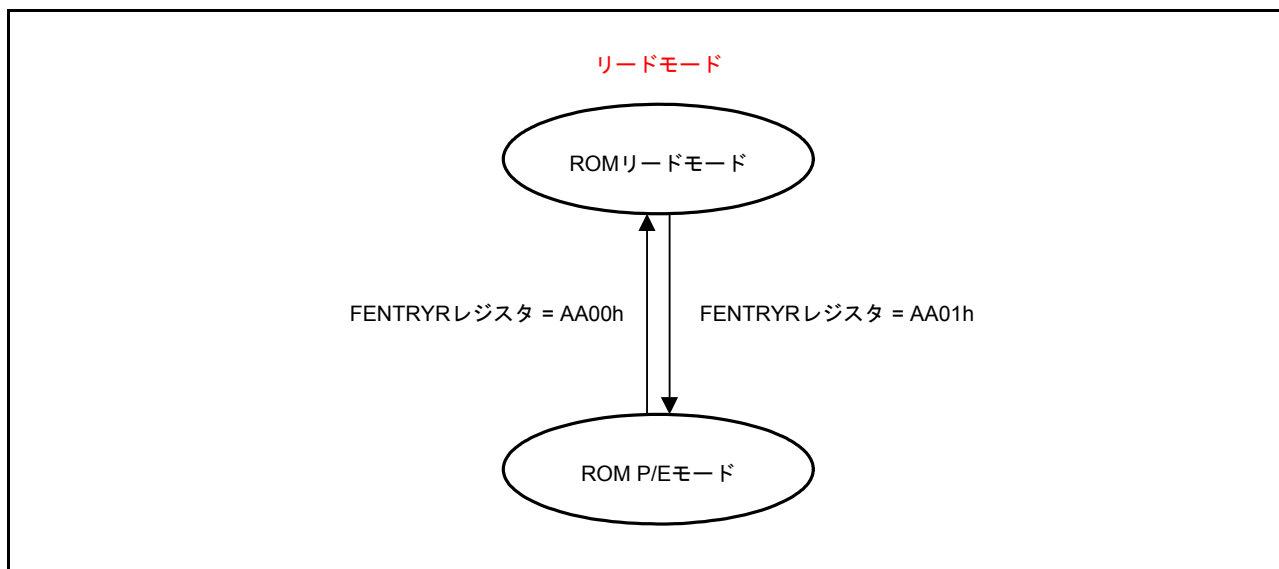 リードモード
ROMリードモード
FENTRYRレジスタ = AA00h
FENTRYRレジスタ = AA01h
ROM P/Eモード